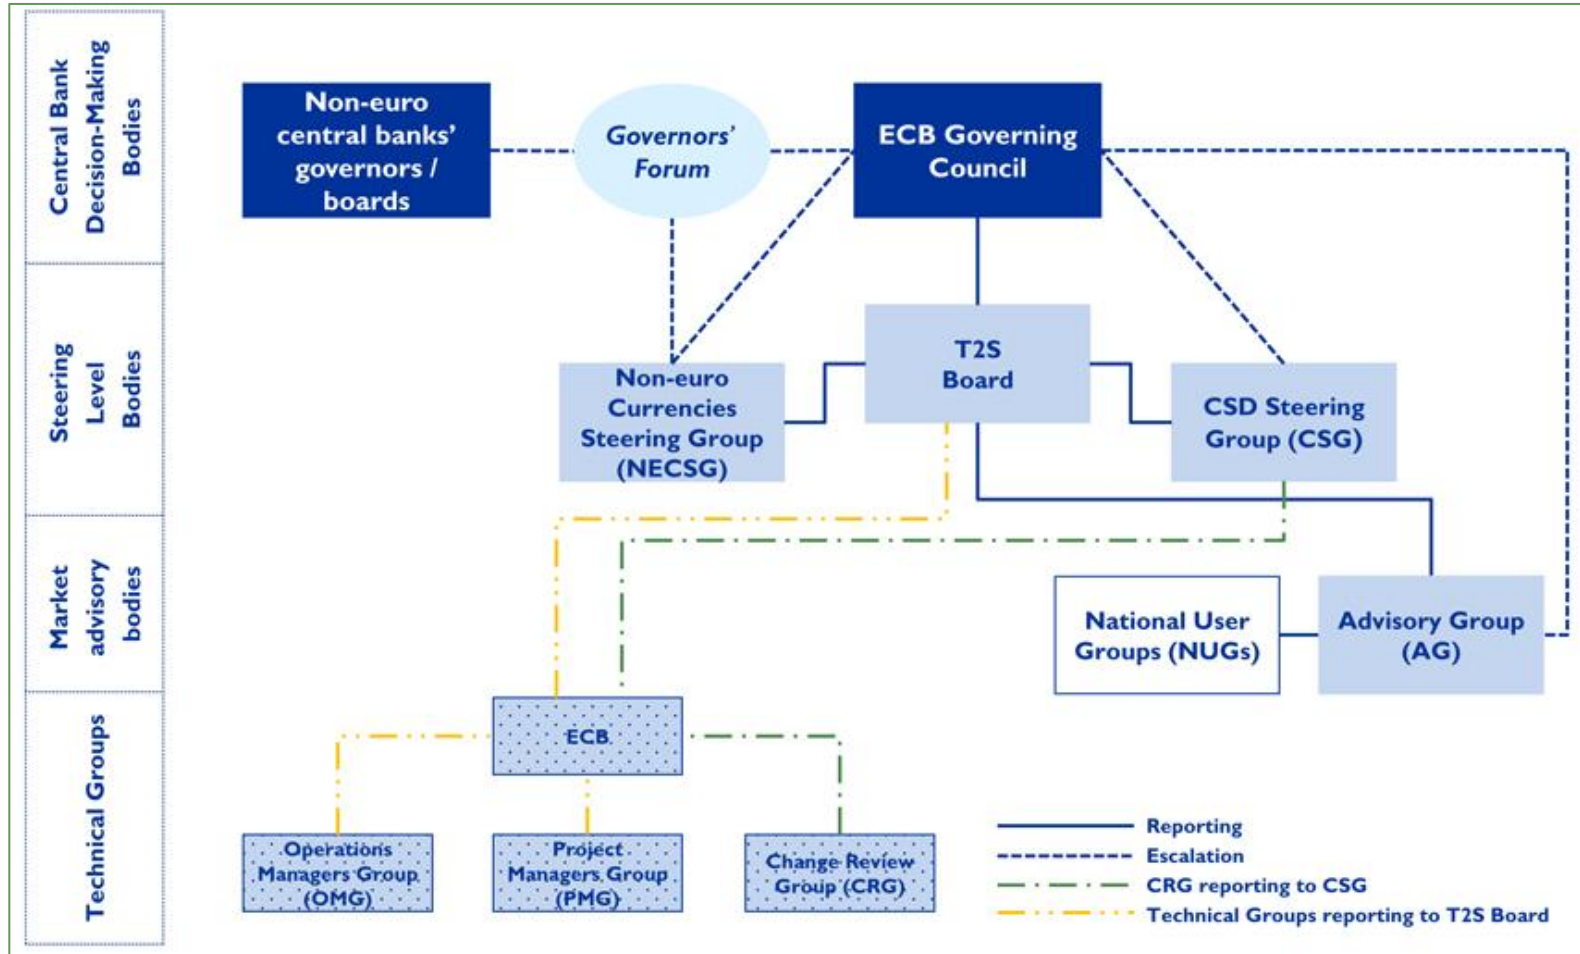 Central Bank
Decision-Making
Bodies
Non-euro
central banks'
governors /
boards
Governors'
Forum
ECB Governing
Council
Steering
Level
Bodies
Non-euro
Currencies
Steering Group
(NECSG)
T2S
Board
CSD Steering
Group (CSG)
Market
advisory
bodies
National User
Groups (NUGs)
Advisory Group
(AG)
Technical Groups
ECB
Operations
Managers Group
(OMG)
Project
Managers Group
(PMG)
Change Review
Group (CRG)
Reporting
Escalation
CRG reporting to CSG
Technical Groups reporting to T2S Board